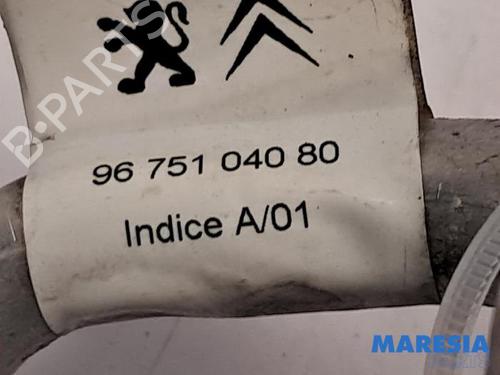 B-PARTS
96 751 040 80
Indice A/01
MARESIA